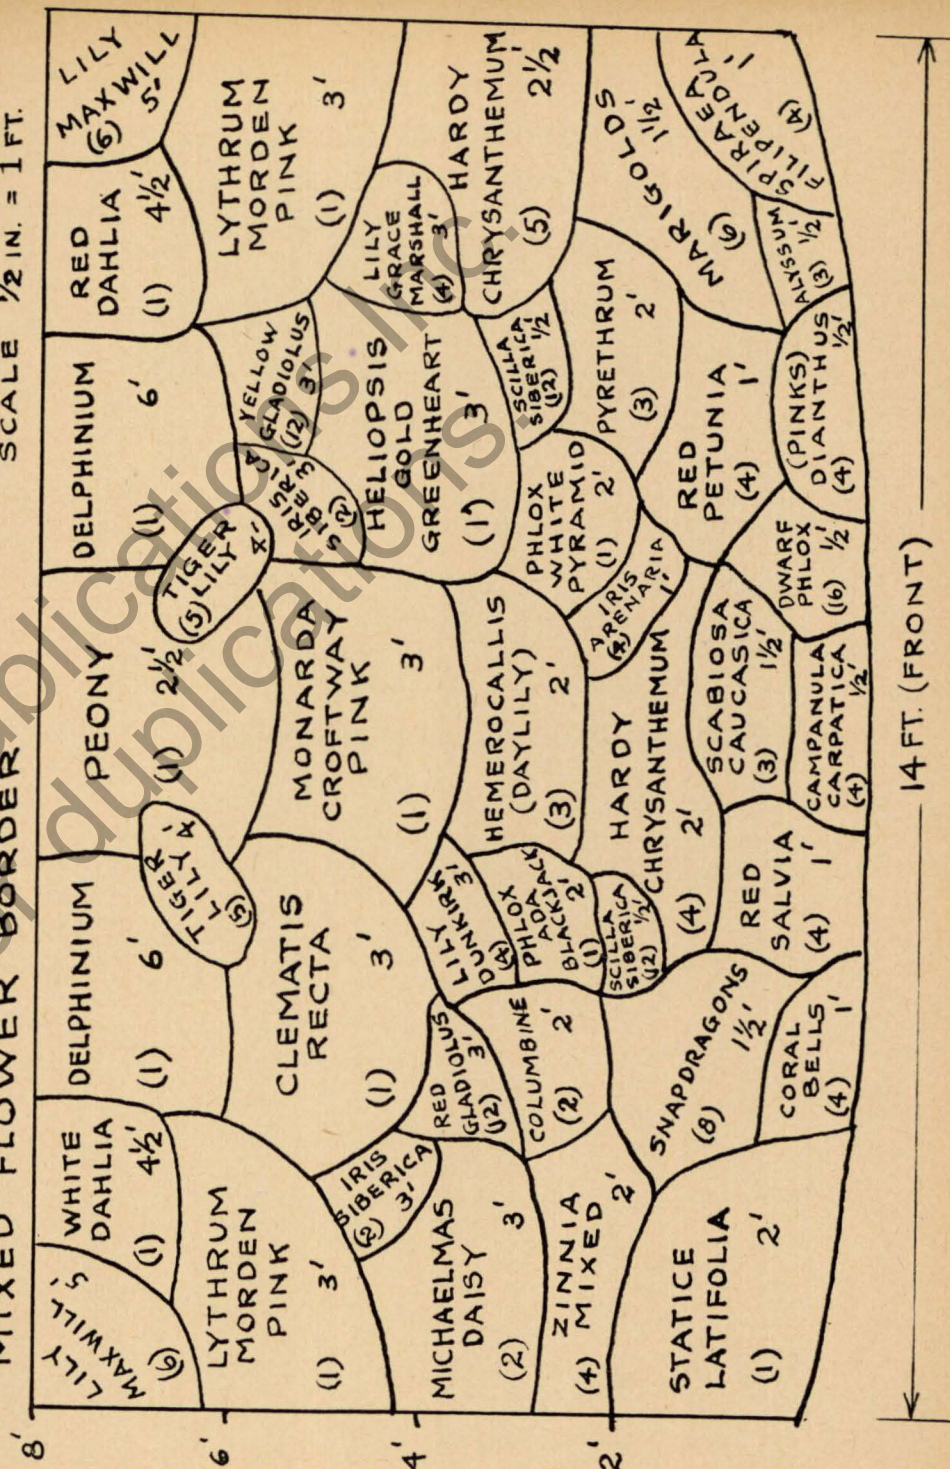 MIXED FLOWER BORDER
SCALE 1/2 IN. = 1 FT.
8'
6'
4'
2'
LILY
MAXWILL
5'
(6)
WHITE
DAHLIA
(1) 4½'
DELPHINIUM
(1) 6'
TIGER
LILY
(5) 4'
PEONY
(1) 2½'
TIGER
LILY
(5) 4'
DELPHINIUM
(1) 6'
RED
DAHLIA
(1) 4½'
LILY
MAXWILL
(6) 5'
LYTHRUM
MORDEN
PINK
(1) 3'
CLEMATIS
RECTA
(1) 3'
MONARDA
CROFTWAY
PINK
(1) 3'
IRIS
SIBERICA
(2) 3'
YELLOW
GLADIOLUS
(12) 3'
LYTHRUM
MORDEN
PINK
(1) 3'
IRIS
SIBERICA
(2) 3'
RED
GLADIOLUS
(12) 3'
LILY
DUNKIRK
(4) 3'
HELIOPSIS
GOLD
GREENHEART
(1) 3'
LILY
GRACE
MARSHALL
(4) 3'
HARDY
CHRYSANTHEMUM
(5) 2½'
MICHAELMAS
DAISY
(2) 3'
COLUMBINE
(2) 2'
PHLOX
ADA
BLACKJACK
(1) 2'
HEMEROCALLIS
(DAYLILY)
(3) 2'
PHLOX
WHITE
PYRAMID
(1) 2'
SCILLA
SIBERICA
(12) ½'
PYRETHRUM
(3) 2'
MARIGOLDS
(6) 1½'
ZINNIA
MIXED
(4) 2'
SCILLA
SIBERICA
(12) ½'
HARDY
CHRYSANTHEMUM
(4) 2'
IRIS
ARENARIA
1'
RED
PETUNIA
(4) 1'
SPIRAEA
FILIPENDULA
(4) 1'
STATICE
LATIFOLIA
(1) 2'
SNAPDRAGONS
(8) 1½'
RED
SALVIA
(4) 1'
SCABIOSA
CAUCASICA
(3) 1½'
DWARF
PHLOX
(16) ½'
(PINKS)
DIANTHUS
(4) ½'
ALYSSUM
(3) ½'
CORAL
BELLS
(4) 1'
CAMPANULA
CARPATICA
(4) ½'
14 FT. (FRONT)
ublications Inc.
or duplications.